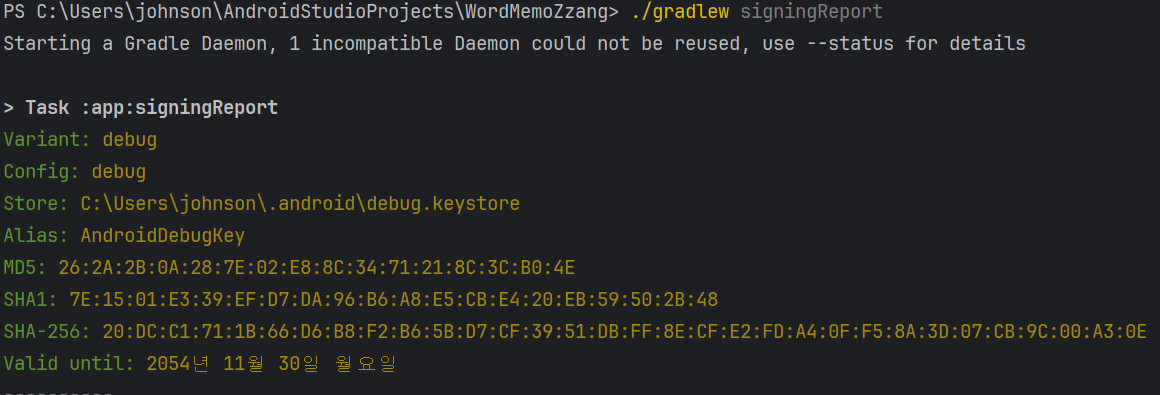 PS C:\Users\johnson\AndroidStudioProjects\WordMemoZzang> ./gradlew signingReport
Starting a Gradle Daemon, 1 incompatible Daemon could not be reused, use --status for details
> Task :app:signingReport
Variant: debug
Config: debug
Store: C:\Users\johnson\.android\debug.keystore
Alias: AndroidDebugKey
MD5: 26:2A:2B:0A:28:7E:02:E8:8C:34:71:21:8C:3C:B0:4E
SHA1: 7E:15:01:E3:39:EF:D7:DA:96:B6:A8:E5:CB:E4:20:EB:59:50:2B:48
SHA-256: 20:DC:C1:71:1B:66:D6:B8:F2:B6:5B:D7:CF:39:51:DB:FF:8E:CF:E2:FD:A4:0F:F5:8A:3D:07:CB:9C:00:A3:0E
Valid until: 2054년 11월 30일 월요일
----------